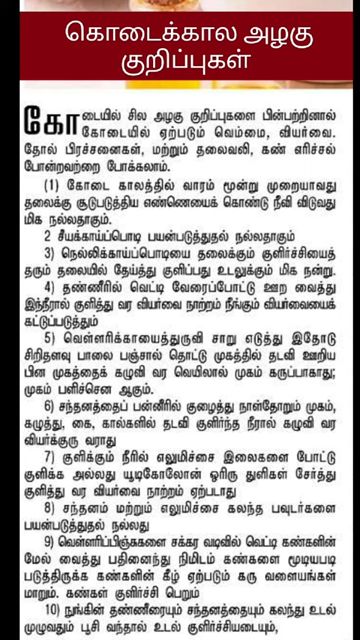 கொடைக்கால அழகு
குறிப்புகள்
கோடையில் சில அழகு குறிப்புகளை பின்பற்றினால்
கோடையில் ஏற்படும் வெம்மை, வியர்வை.
தோல் பிரச்சனைகள், மற்றும் தலைவலி, கண் எரிச்சல்
போன்றவற்றை போக்கலாம்.
(1) கோடை காலத்தில் வாரம் மூன்று முறையாவது
தலைக்கு சூடுபடுத்திய எண்ணெயைக் கொண்டு நீவி விடுவது
மிக நல்லதாகும்.
2 சீயக்காய்ப்பொடி பயன்படுத்துதல் நல்லதாகும்
3) நெல்லிக்காய்பொடியை தலைக்கும் குளிர்ச்சியைத்
தரும் தலையில் தேய்த்து குளிப்பது உடலுக்கும் மிக நன்று.
4) தண்ணீரில் வெட்டி வேரைப்போட்டு ஊற வைத்து
இந்நீரால் குளித்து வர வியர்வை நாற்றம் நீங்கும் வியர்வையைக்
கட்டுப்படுத்தும்
5) வெள்ளரிக்காயைத்துருவி சாறு எடுத்து இதோடு
சிறிதளவு பாலை பஞ்சால் தொட்டு முகத்தில் தடவி ஊறிய
பின முகத்தைக் கழுவி வர வெயிலால் முகம் கருப்பாகாது;
முகம் பளிச்சென ஆகும்.
6) சந்தனத்தைப் பன்னீரில் குழைத்து நாள்தோறும் முகம்,
கழுத்து, கை, கால்களில் தடவி குளிர்ந்த நீரால் கழுவி வர
வியர்க்குரு வராது
7) குளிக்கும் நீரில் எலுமிச்சை இலைகளை போட்டு
குளிக்க அல்லது யூடிகோலோன் ஒரிரு துளிகள் சேர்த்து
குளித்து வர வியர்வை நாற்றம் ஏற்படாது
8) சந்தனம் மற்றும் எலுமிச்சை கலந்த பவுடர்களை
பயன்படுத்துதல் நல்லது
9) வெள்ளரிப்பிஞ்சுகளை சக்கர வடிவில் வெட்டி கண்களின்
மேல் வைத்து பதினைந்து நிமிடம் கண்களை மூடியபடி
படுத்திருக்க கண்களின் கீழ் ஏற்படும் கரு வளையங்கள்
மாறும். கண்கள் குளிர்ச்சி பெறும்
10) நுங்கின் தண்ணீரையும் சந்தனத்தையும் கலந்து உடல்
முழுவதும் பூசி வந்தால் உடல் குளிர்ச்சியடையும்,